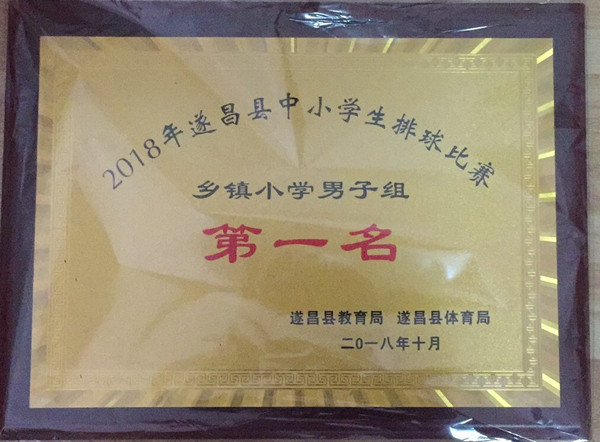 2018年遂昌县中小学生排球比赛
乡镇小学男子组
第一名
遂昌县教育局 遂昌县体育局
二0一八年十月